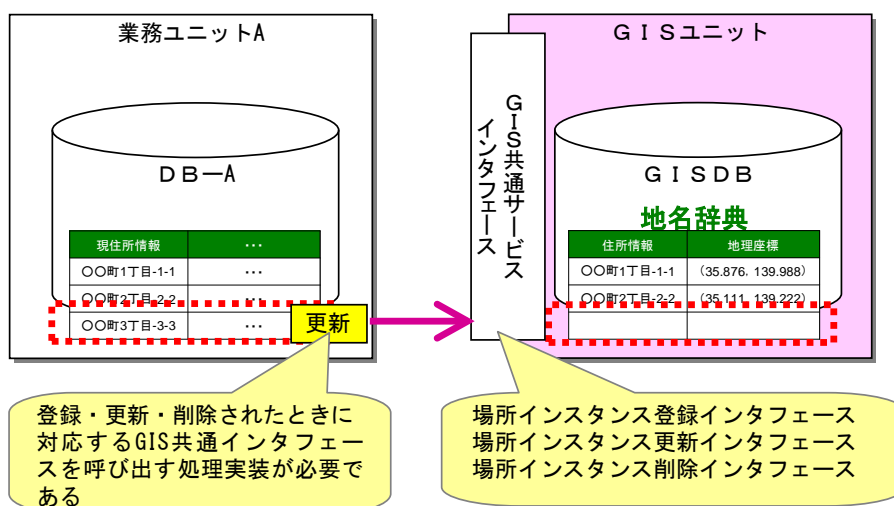 業務ユニットA
DB－A
現住所情報 ・・・
〇〇町1丁目-1-1 ・・・
〇〇町2丁目-2-2 ・・・
〇〇町3丁目-3-3 ・・・
更新
GIS共通サービス
インタフェース
ＧＩＳユニット
ＧＩＳＤＢ
地名辞典
住所情報 地理座標
〇〇町1丁目-1-1 (35.876, 139.988)
〇〇町2丁目-2-2 (35.111, 139.222)
登録・更新・削除されたときに
対応するGIS共通インタフェー
スを呼び出す処理実装が必要で
ある
場所インスタンス登録インタフェース
場所インスタンス更新インタフェース
場所インスタンス削除インタフェース